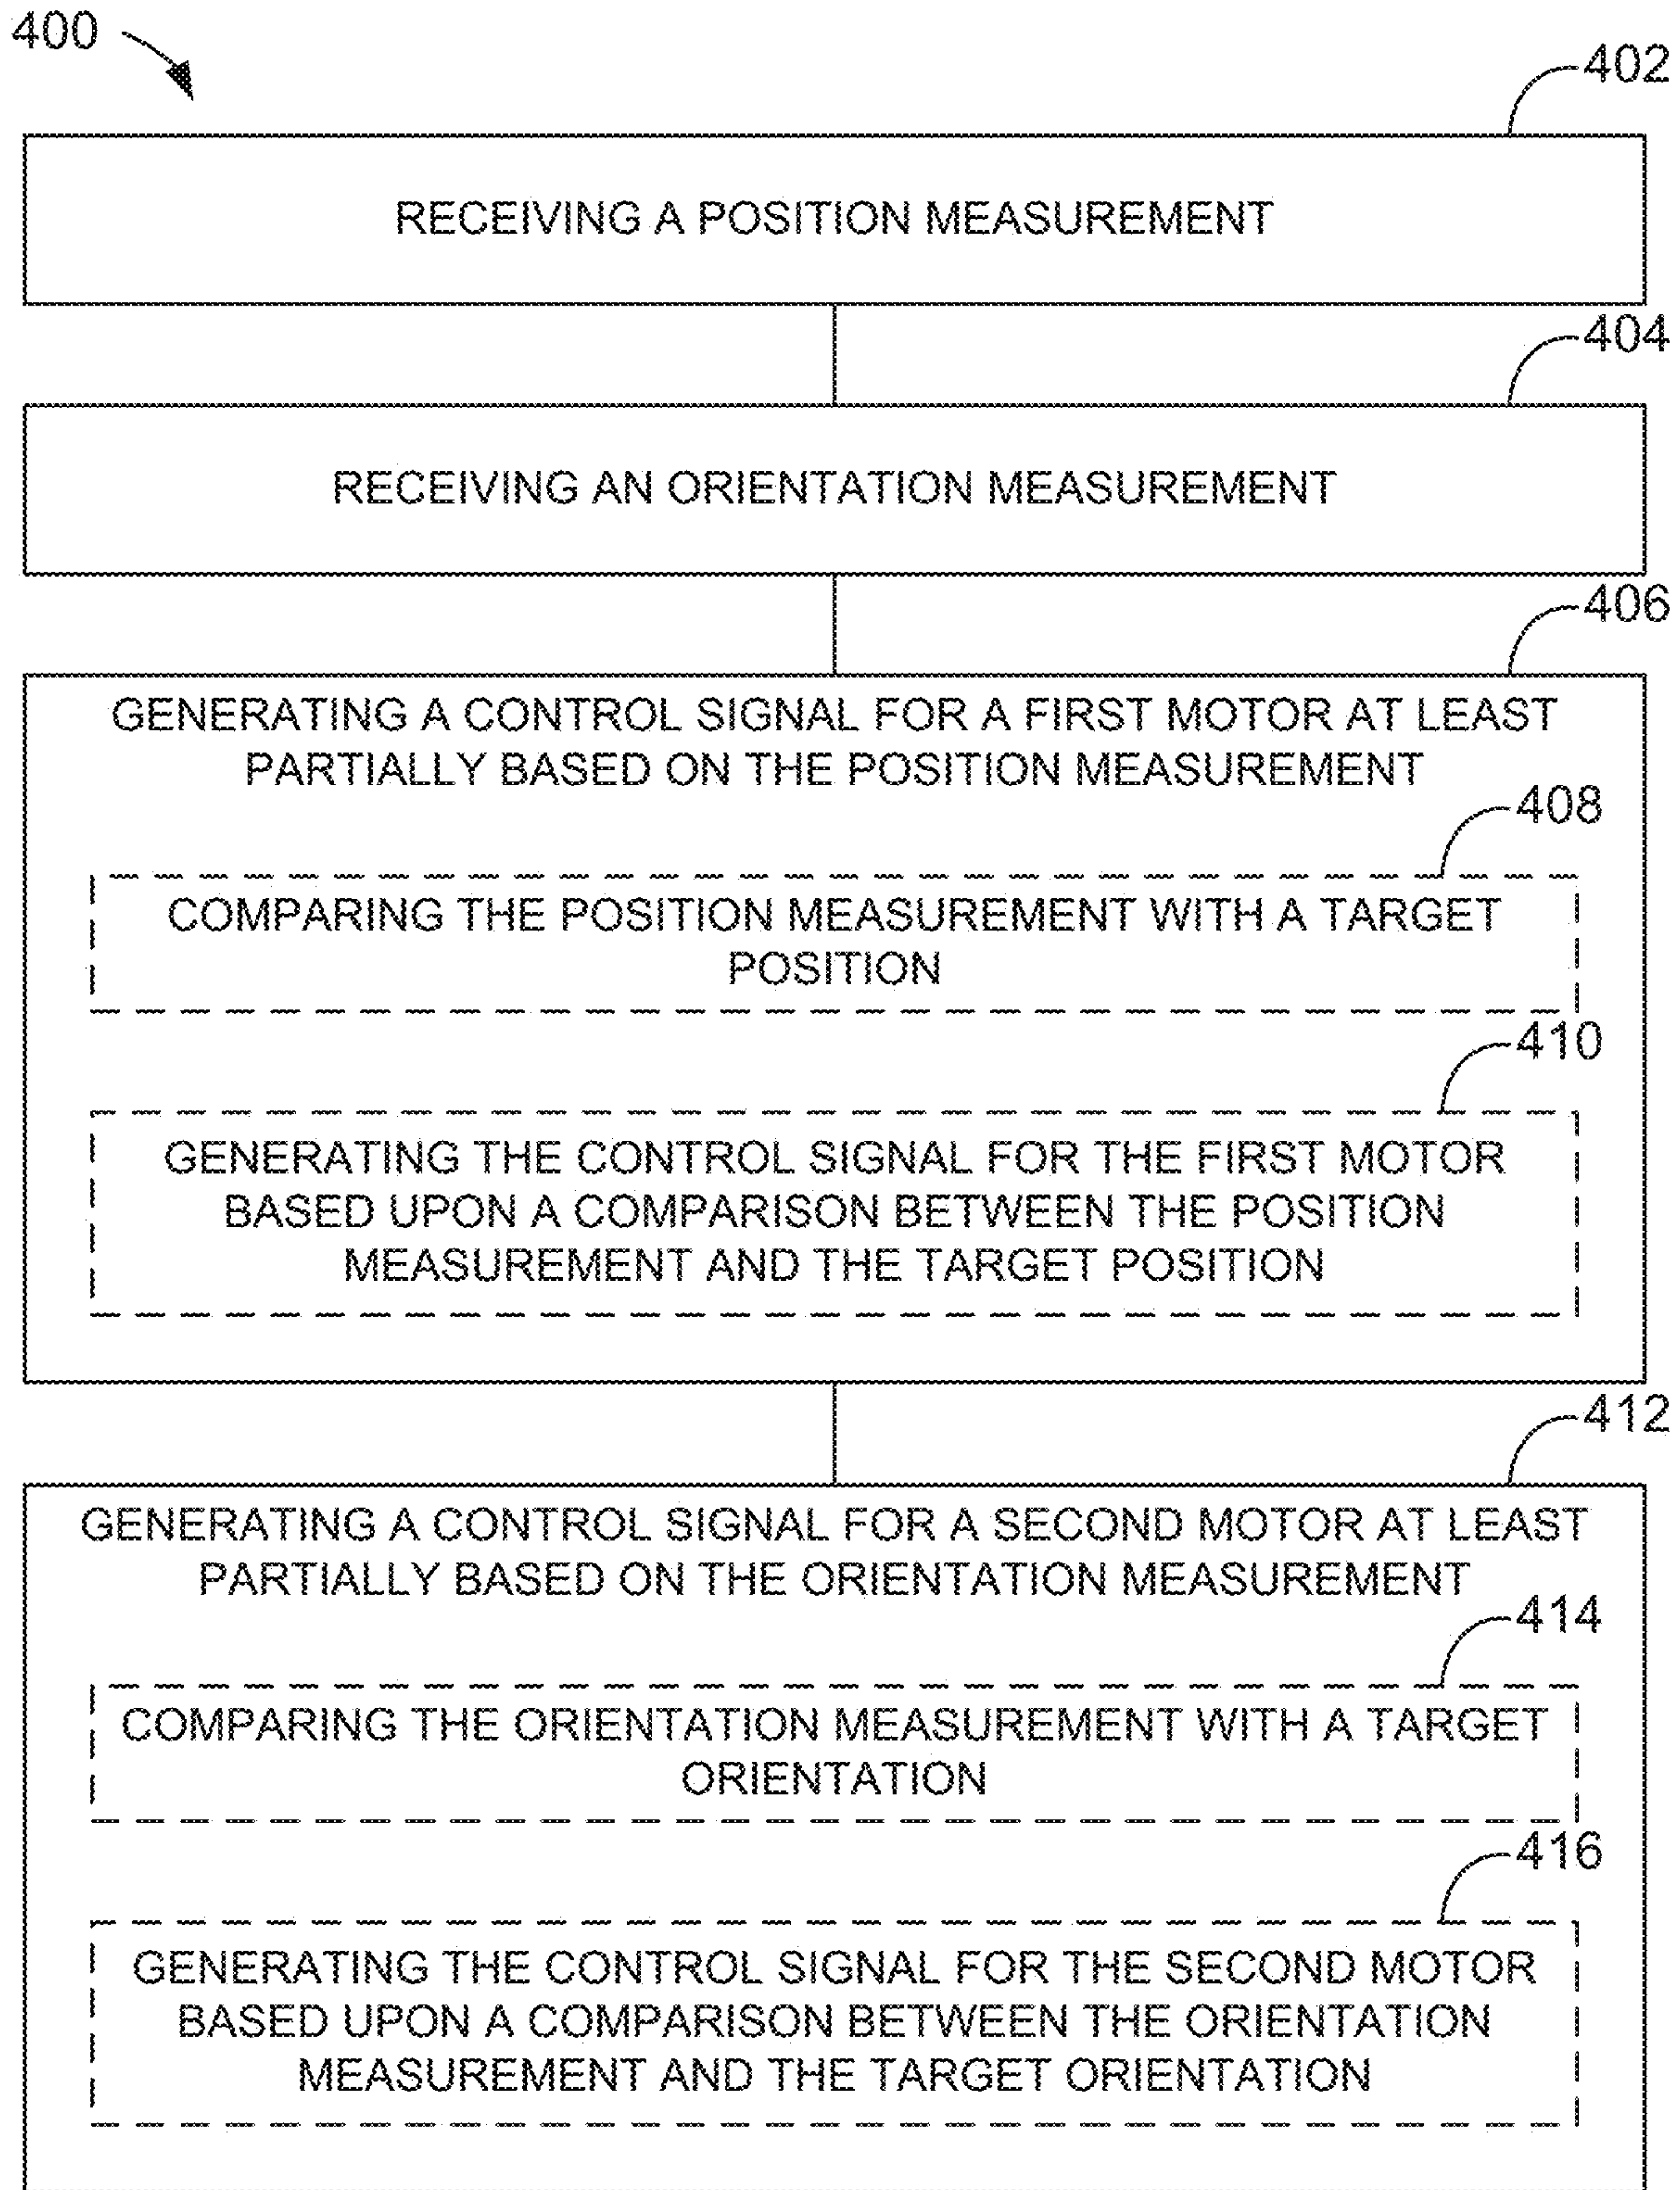 400
402
RECEIVING A POSITION MEASUREMENT
404
RECEIVING AN ORIENTATION MEASUREMENT
406
GENERATING A CONTROL SIGNAL FOR A FIRST MOTOR AT LEAST
PARTIALLY BASED ON THE POSITION MEASUREMENT
408
COMPARING THE POSITION MEASUREMENT WITH A TARGET
POSITION
410
GENERATING THE CONTROL SIGNAL FOR THE FIRST MOTOR
BASED UPON A COMPARISON BETWEEN THE POSITION
MEASUREMENT AND THE TARGET POSITION
412
GENERATING A CONTROL SIGNAL FOR A SECOND MOTOR AT LEAST
PARTIALLY BASED ON THE ORIENTATION MEASUREMENT
414
COMPARING THE ORIENTATION MEASUREMENT WITH A TARGET
ORIENTATION
416
GENERATING THE CONTROL SIGNAL FOR THE SECOND MOTOR
BASED UPON A COMPARISON BETWEEN THE ORIENTATION
MEASUREMENT AND THE TARGET ORIENTATION